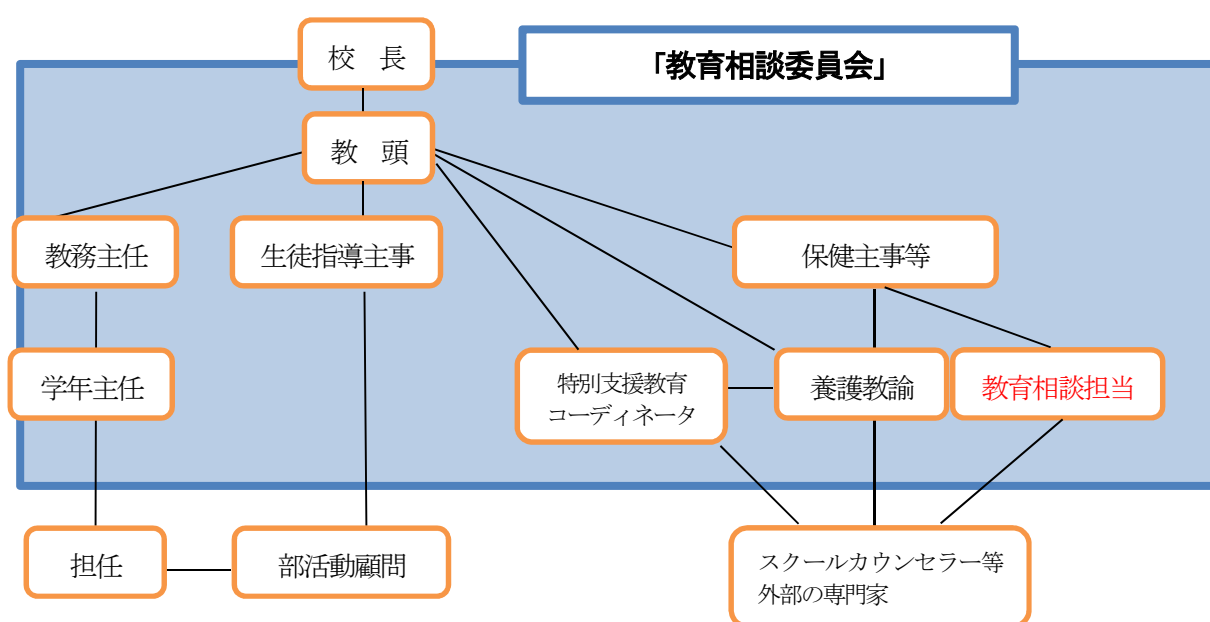 校　長
「教育相談委員会」
教　頭
教務主任
生徒指導主事
保健主事等
学年主任
特別支援教育
コーディネータ
養護教諭
教育相談担当
担任
部活動顧問
スクールカウンセラー等
外部の専門家